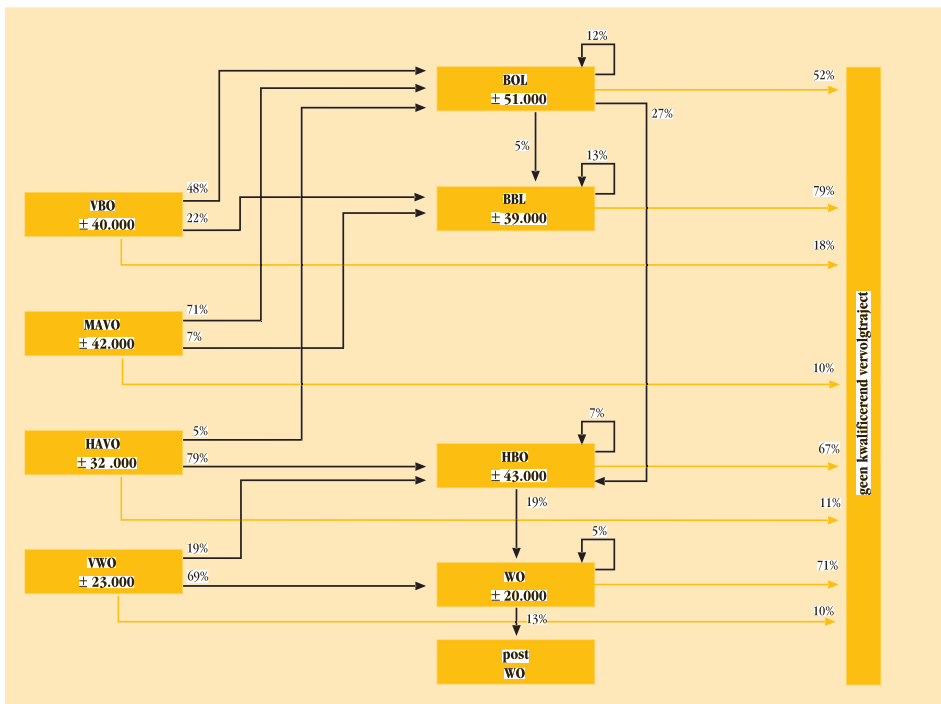 12%
BOL
± 51.000
52%
27%
5%
13%
BBL
± 39.000
79%
48%
VBO
± 40.000
22%
18%
71%
MAVO
± 42.000
7%
10%
5%
HAVO
± 32 .000
79%
7%
HBO
± 43.000
67%
11%
19%
5%
19%
VWO
± 23.000
69%
WO
± 20.000
71%
10%
13%
post
WO
geen kwalificerend vervolgtraject